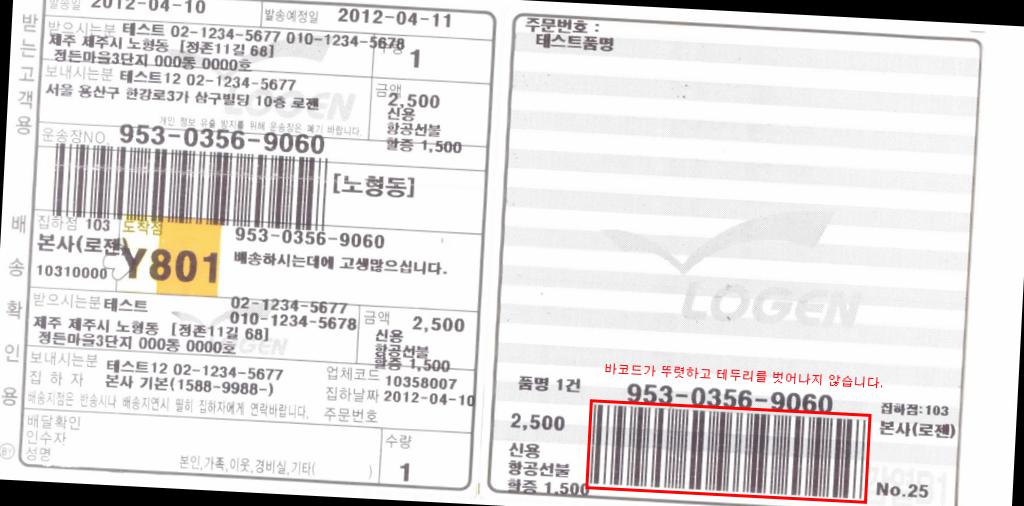 발송일 2012-04-10 발송예정일 2012-04-11
받는고객용
받으시는분 테스트 02-1234-5677 010-1234-5678
수량 1
제주 제주시 노형동 [정존11길 68]
정든마을3단지 000동 0000호
보내시는분 테스트12 02-1234-5677
서울 용산구 한강로3가 삼구빌딩 10층 로젠
금액 2,500
신용
항공선불
할증 1,500
LOGEN
개인 정보 유출 방지를 위해 운송장은 폐기 바랍니다.
운송장NO. 953-0356-9060
[노형동]
배송확인용
집하점 103 도착점
953-0356-9060
본사(로젠)
Y801
배송하시는데에 고생많으십니다.
10310000
받으시는분 테스트 02-1234-5677
010-1234-5678
금액 2,500
제주 제주시 노형동 [정존11길 68]
정든마을3단지 000동 0000호
신용
항공선불
할증 1,500
LOGEN
보내시는분 테스트12 02-1234-5677
업체코드 10358007
집하자 본사 기본(1588-9988-)
집하날짜 2012-04-10
배송지점은 반송시나 배송지연시 필히 집하자에게 연락바랍니다.
주문번호
배달확인
인수자
성명
본인,가족,이웃,경비실,기타( )
수량
1
주문번호 :
테스트품명
LOGEN
바코드가 뚜렷하고 테두리를 벗어나지 않습니다.
품명 1건 953-0356-9060
집하점:103
2,500
본사(로젠)
신용
항공선불
할증 1,500
No.25